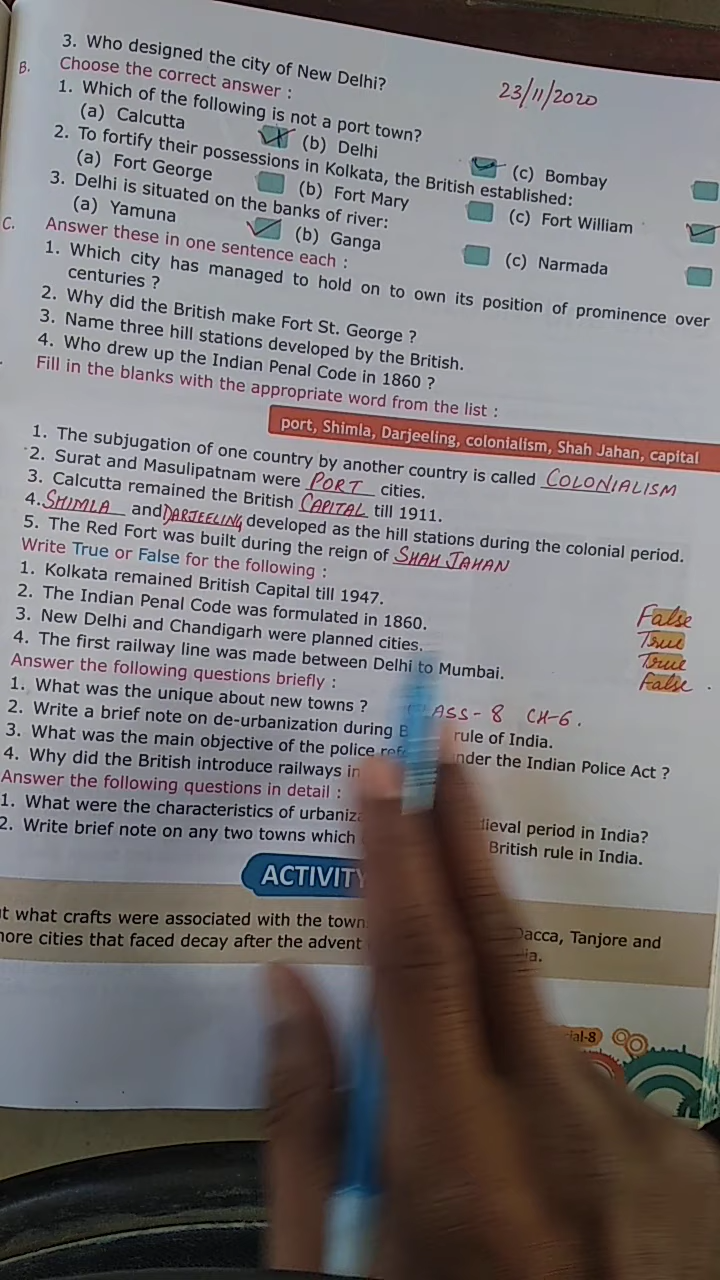 3. Who designed the city of New Delhi?
23/11/2020
B. Choose the correct answer :
1. Which of the following is not a port town?
(a) Calcutta (b) Delhi (c) Bombay
2. To fortify their possessions in Kolkata, the British established:
(a) Fort George (b) Fort Mary (c) Fort William
3. Delhi is situated on the banks of river:
(a) Yamuna (b) Ganga (c) Narmada
C. Answer these in one sentence each :
1. Which city has managed to hold on to own its position of prominence over
centuries ?
2. Why did the British make Fort St. George ?
3. Name three hill stations developed by the British.
4. Who drew up the Indian Penal Code in 1860 ?
Fill in the blanks with the appropriate word from the list :
port, Shimla, Darjeeling, colonialism, Shah Jahan, capital
1. The subjugation of one country by another country is called COLONIALISM
2. Surat and Masulipatnam were PORT cities.
3. Calcutta remained the British CAPITAL till 1911.
4. SHIMLA and DARJEELING developed as the hill stations during the colonial period.
5. The Red Fort was built during the reign of SHAH JAHAN
Write True or False for the following :
1. Kolkata remained British Capital till 1947. False
2. The Indian Penal Code was formulated in 1860. True
3. New Delhi and Chandigarh were planned cities. True
4. The first railway line was made between Delhi to Mumbai. False
Answer the following questions briefly :
1. What was the unique about new towns ? ASS-8 CH-6.
2. Write a brief note on de-urbanization during rule of India.
3. What was the main objective of the police under the Indian Police Act ?
4. Why did the British introduce railways in
Answer the following questions in detail :
1. What were the characteristics of period in India?
2. Write brief note on any two towns which British rule in India.
ACTIVITY
what crafts were associated with the town Dacca, Tanjore and
more cities that faced decay after the advent